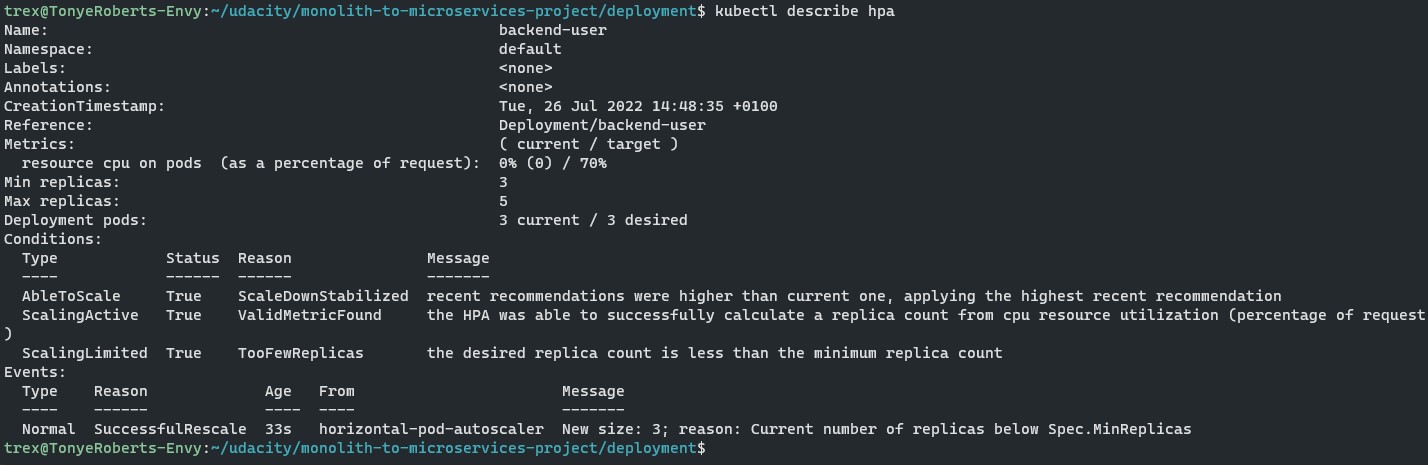 trex@TonyeRoberts-Envy:~/udacity/monolith-to-microservices-project/deployment$ kubectl describe hpa
Name:                                                  backend-user
Namespace:                                             default
Labels:                                                <none>
Annotations:                                           <none>
CreationTimestamp:                                     Tue, 26 Jul 2022 14:48:35 +0100
Reference:                                             Deployment/backend-user
Metrics:                                               ( current / target )
  resource cpu on pods  (as a percentage of request):  0% (0) / 70%
Min replicas:                                          3
Max replicas:                                          5
Deployment pods:                                       3 current / 3 desired
Conditions:
  Type            Status  Reason               Message
  ----            ------  ------               -------
  AbleToScale     True    ScaleDownStabilized  recent recommendations were higher than current one, applying the highest recent recommendation
  ScalingActive   True    ValidMetricFound     the HPA was able to successfully calculate a replica count from cpu resource utilization (percentage of request
)
  ScalingLimited  True    TooFewReplicas       the desired replica count is less than the minimum replica count
Events:
  Type    Reason             Age   From                       Message
  ----    ------             ----  ----                       -------
  Normal  SuccessfulRescale  33s   horizontal-pod-autoscaler  New size: 3; reason: Current number of replicas below Spec.MinReplicas
trex@TonyeRoberts-Envy:~/udacity/monolith-to-microservices-project/deployment$